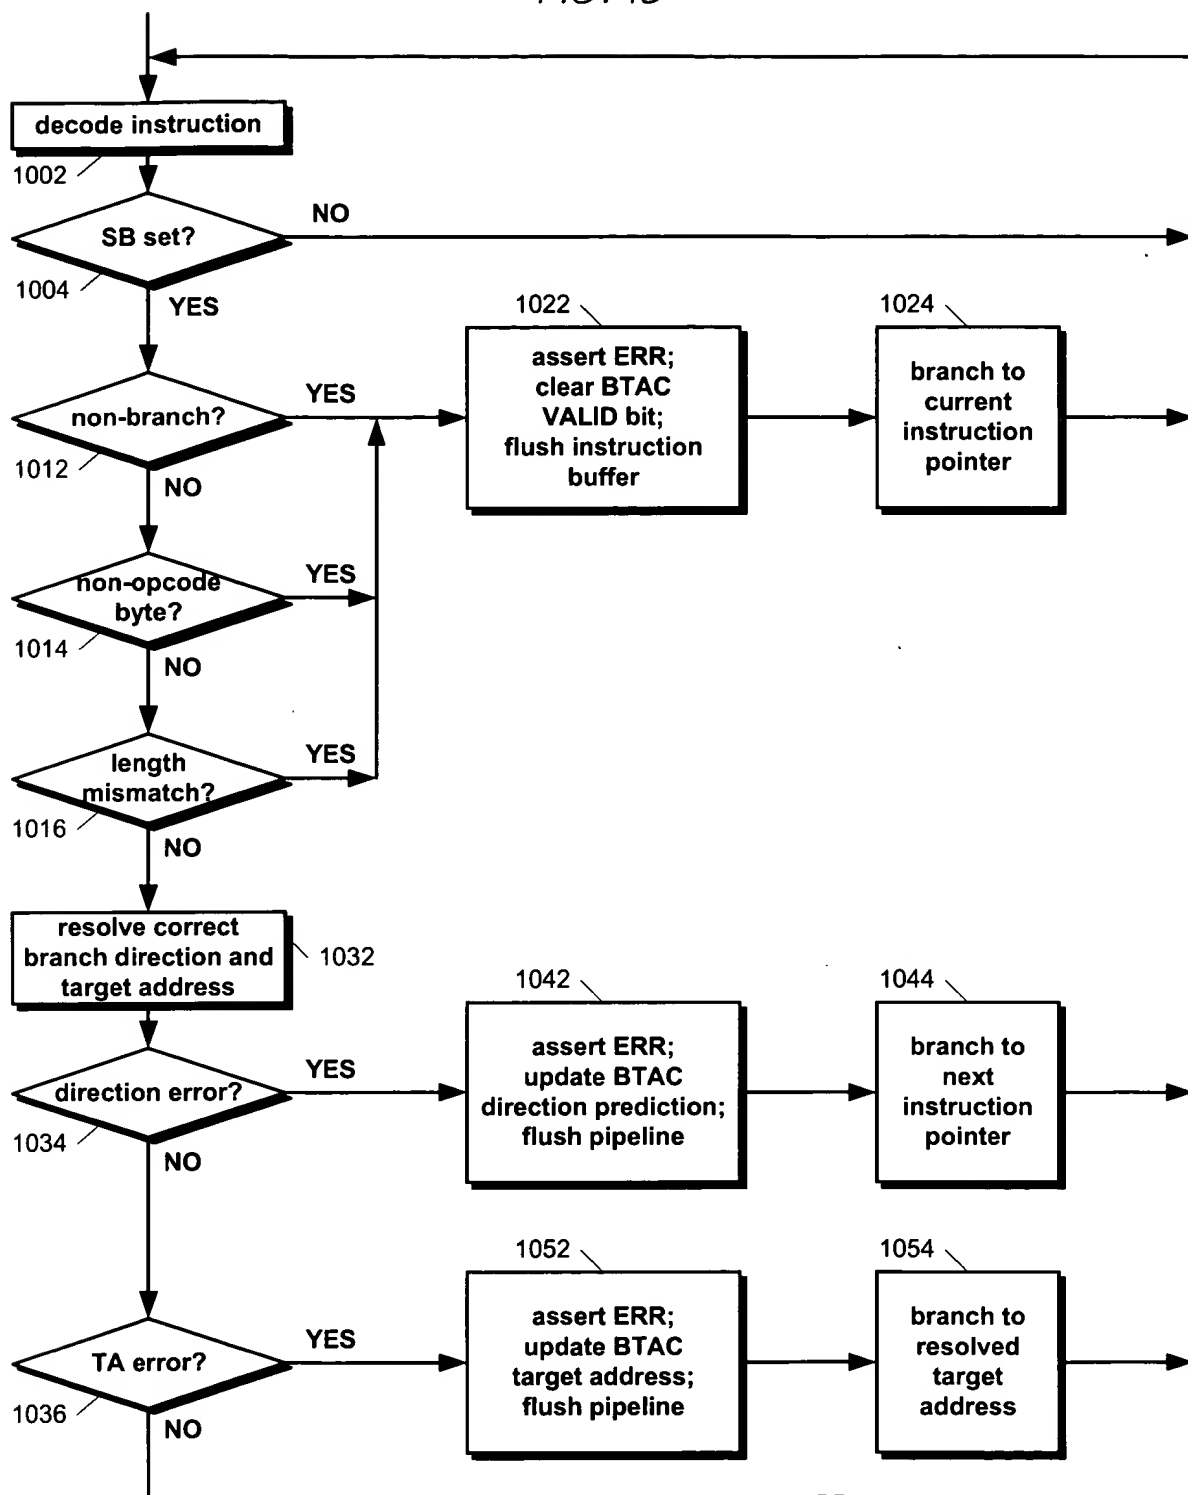 decode instruction
1002
SB set?
NO
1004
YES
non-branch?
YES
1012
NO
1022
assert ERR;
clear BTAC
VALID bit;
flush instruction
buffer
1024
branch to
current
instruction
pointer
non-opcode
byte?
YES
1014
NO
length
mismatch?
YES
1016
NO
resolve correct
branch direction and
target address
1032
direction error?
YES
1034
NO
1042
assert ERR;
update BTAC
direction prediction;
flush pipeline
1044
branch to
next
instruction
pointer
TA error?
YES
1036
NO
1052
assert ERR;
update BTAC
target address;
flush pipeline
1054
branch to
resolved
target
address